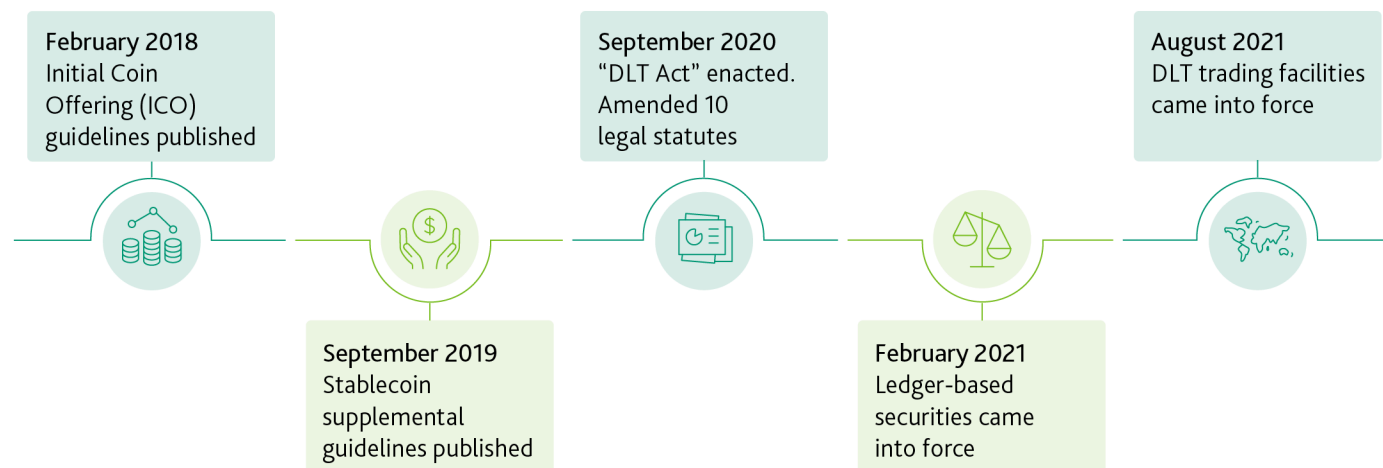 February 2018
Initial Coin
Offering (ICO)
guidelines published
September 2019
Stablecoin
supplemental
guidelines published
September 2020
“DLT Act” enacted.
Amended 10
legal statutes
February 2021
Ledger-based
securities came
into force
August 2021
DLT trading facilities
came into force
$